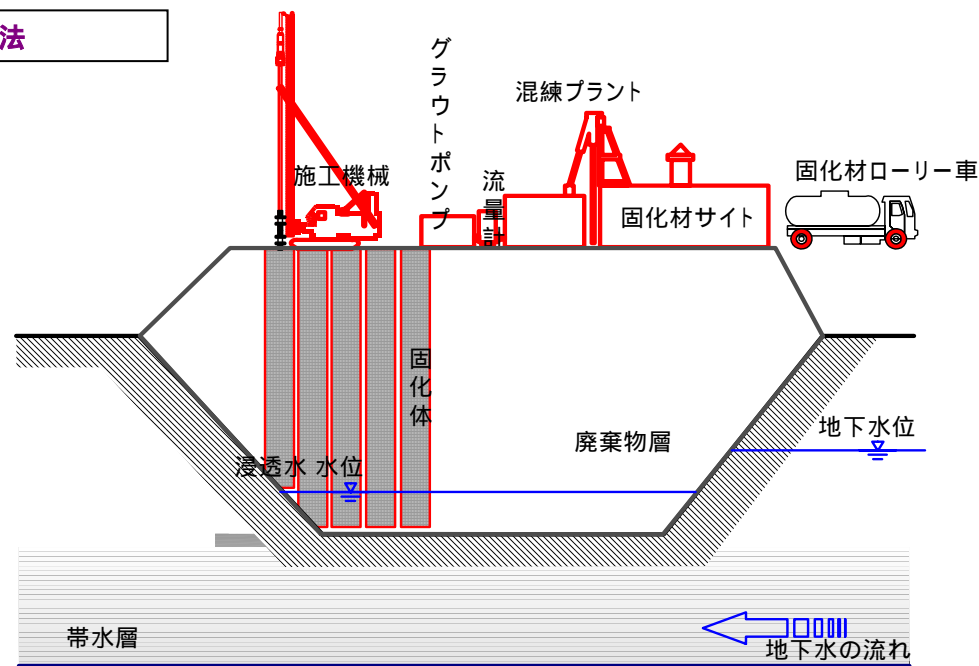 法
グラウトポンプ
混練プラント
施工機械
流量計
固化材ローリー車
固化材サイト
固化体
廃棄物層
地下水位
浸透水 水位
帯水層
地下水の流れ